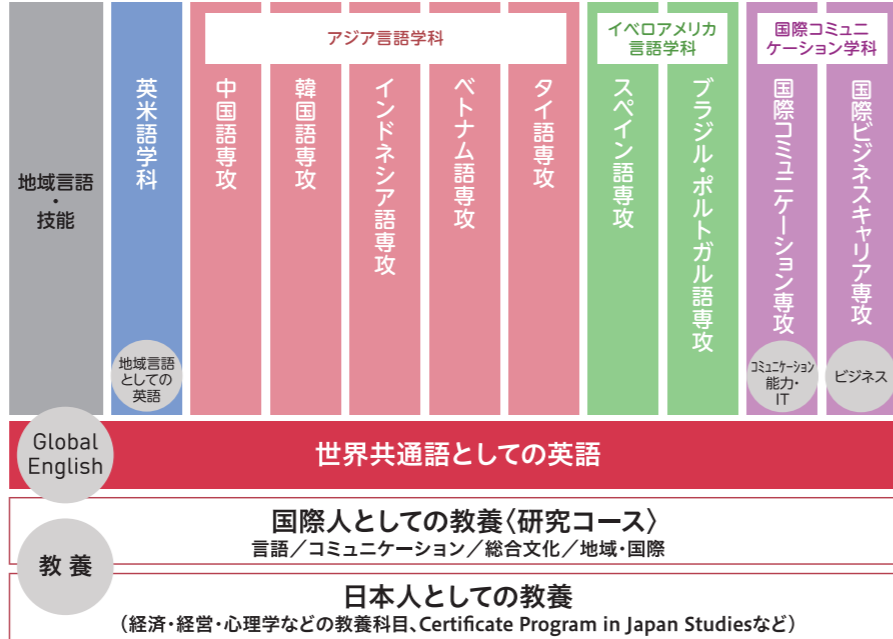 アジア言語学科
イベロアメリカ
言語学科
国際コミュニ
ケーション学科
地域言語
・
技能
英米語学科
中国語専攻
韓国語専攻
インドネシア語専攻
ベトナム語専攻
タイ語専攻
スペイン語専攻
ブラジル・ポルトガル語専攻
国際コミュニケーション専攻
国際ビジネスキャリア専攻
地域言語
としての
英語
コミュニケーション
能力・
IT
ビジネス
Global
English
世界共通語としての英語
教 養
国際人としての教養〈研究コース〉
言語／コミュニケーション／総合文化／地域・国際
日本人としての教養
（経済・経営・心理学などの教養科目、Certificate Program in Japan Studiesなど）